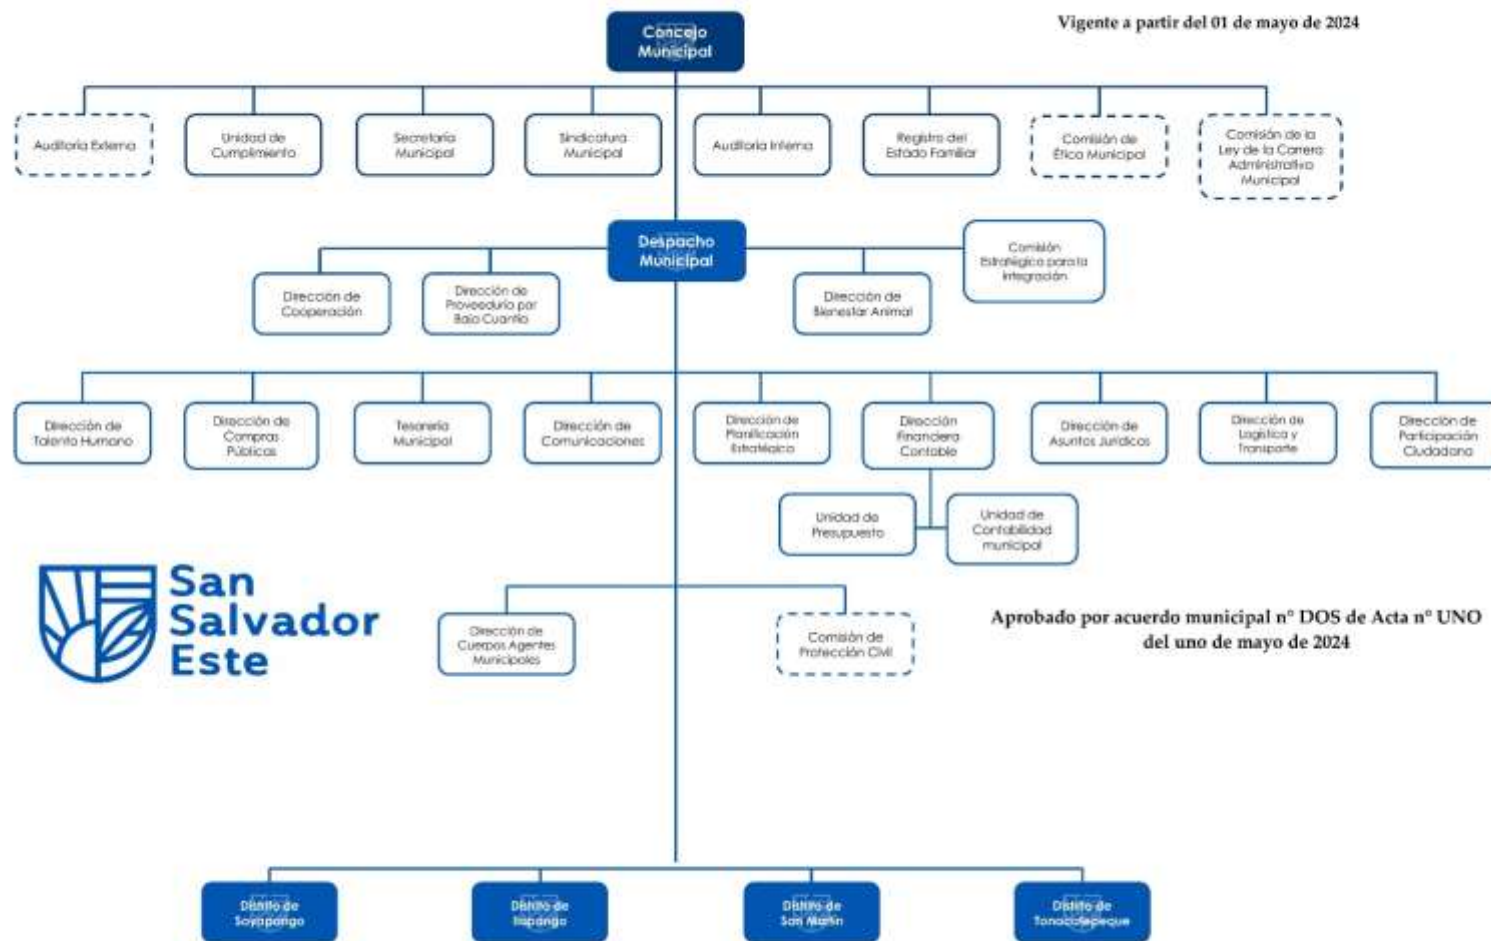 Concejo
Municipal
Vigente a partir del 01 de mayo de 2024
Auditoría Externa
Unidad de
Cumplimiento
Secretaría
Municipal
Sindicatura
Municipal
Auditoría Interna
Registro del
Estado Familiar
Comisión de
Ética Municipal
Comisión de la
Ley de la Carrera
Administrativa
Municipal
Despacho
Municipal
Dirección de
Cooperación
Dirección de
Proveeduría por
Baja Cuantía
Dirección de
Bienestar Animal
Comisión
Estratégica para la
integración
Dirección de
Talento Humano
Dirección de
Compras
Públicas
Tesorería
Municipal
Dirección de
Comunicaciones
Dirección de
Planificación
Estratégica
Dirección
Financiera
Contable
Dirección de
Asuntos Jurídicos
Dirección de
Logística y
Transporte
Dirección de
Participación
Ciudadana
Unidad de
Presupuesto
Unidad de
Contabilidad
municipal
San
Salvador
Este
Dirección de
Cuerpos Agentes
Municipales
Comisión de
Protección Civil
Aprobado por acuerdo municipal n° DOS de Acta n° UNO
del uno de mayo de 2024
Distrito de
Soyapango
Distrito de
Ilopango
Distrito de
San Martín
Distrito de
Tonacatepeque